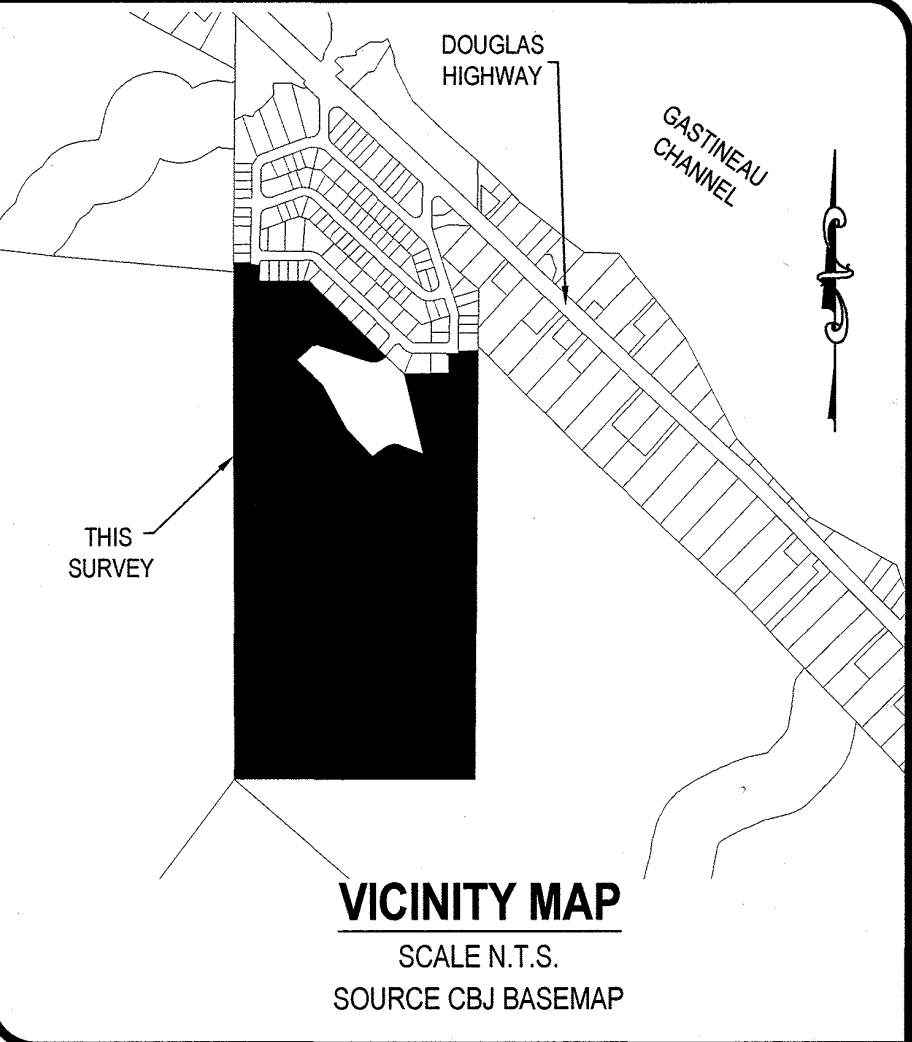 DOUGLAS
HIGHWAY
GASTINEAU
CHANNEL
THIS
SURVEY
VICINITY MAP
SCALE N.T.S.
SOURCE CBJ BASEMAP